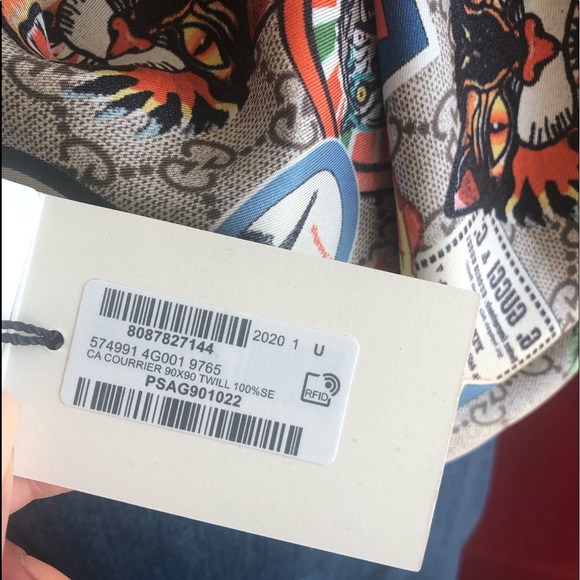 8087827144
2020 1 U
574991 4G001 9765
CA COURRIER 90X90 TWILL 100%SE
RFID
PSAG901022
GUCCI